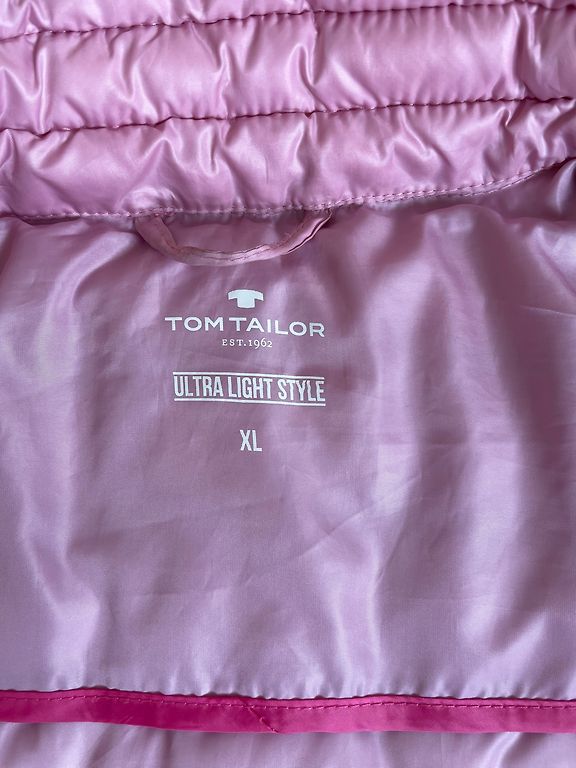 TOM TAILOR
EST. 1962
ULTRA LIGHT STYLE
XL